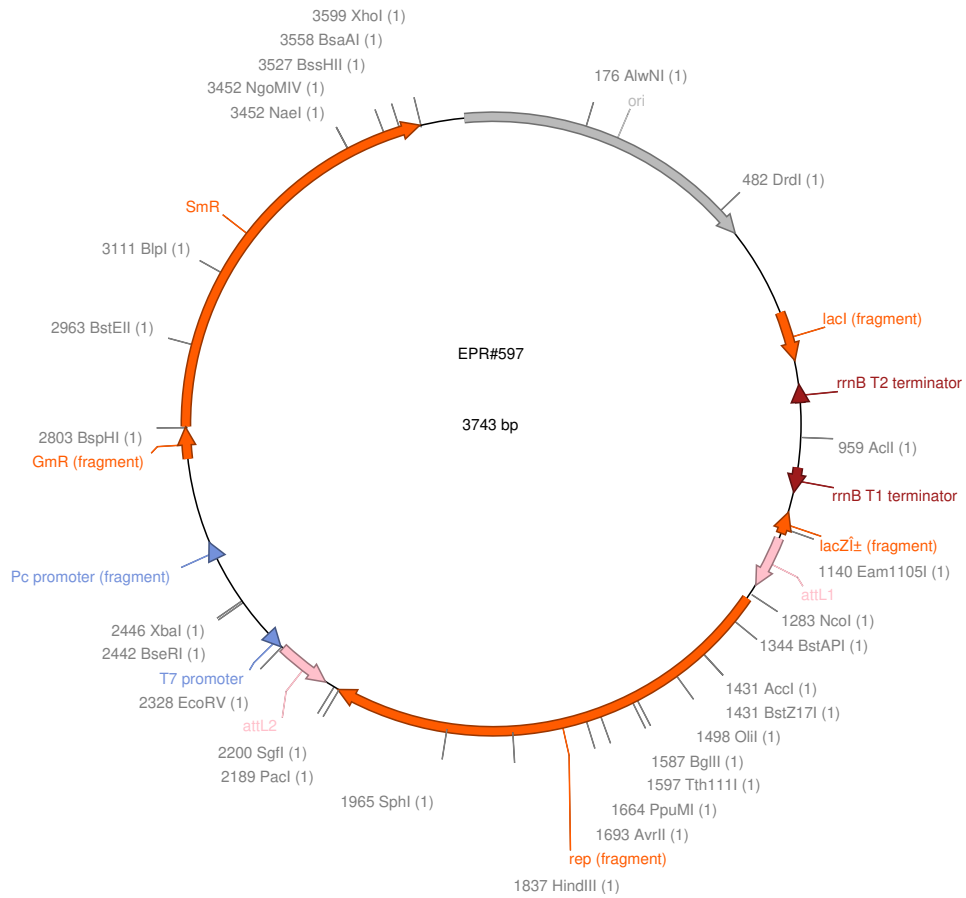 3599 XhoI (1)
3558 BsaAI (1)
3527 BssHII (1)
3452 NgoMIV (1)
3452 NaeI (1)
176 AlwNI (1)
ori
482 DrdI (1)
SmR
3111 BlpI (1)
2963 BstEII (1)
lacI (fragment)
EPR#597
rrnB T2 terminator
3743 bp
2803 BspHI (1)
959 AclI (1)
GmR (fragment)
rrnB T1 terminator
lacZÎ± (fragment)
1140 Eam1105I (1)
Pc promoter (fragment)
attL1
1283 NcoI (1)
2446 XbaI (1)
1344 BstAPI (1)
2442 BseRI (1)
T7 promoter
1431 AccI (1)
2328 EcoRV (1)
1431 BstZ17I (1)
attL2
1498 OliI (1)
2200 SgfI (1)
1587 BglII (1)
2189 PacI (1)
1597 Tth111I (1)
1965 SphI (1)
1664 PpuMI (1)
1693 AvrII (1)
rep (fragment)
1837 HindIII (1)